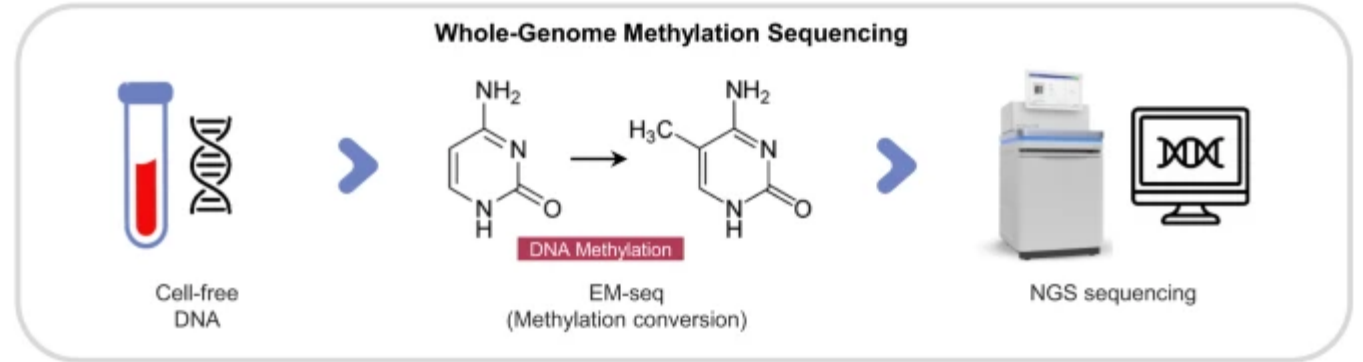 Whole-Genome Methylation Sequencing
NH₂
N
N
H
O
H₃C
NH₂
N
N
H
O
DNA Methylation
Cell-free
DNA
EM-seq
(Methylation conversion)
NGS sequencing